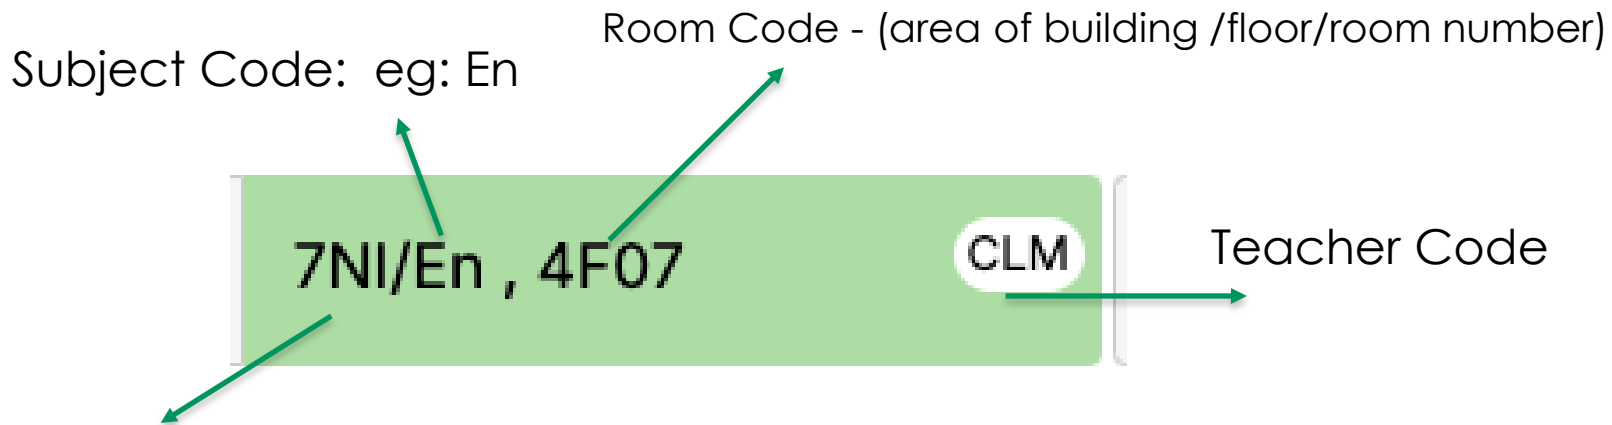 Room Code - (area of building /floor/room number)
Subject Code: eg: En
7NI/En , 4F07
CLM
Teacher Code